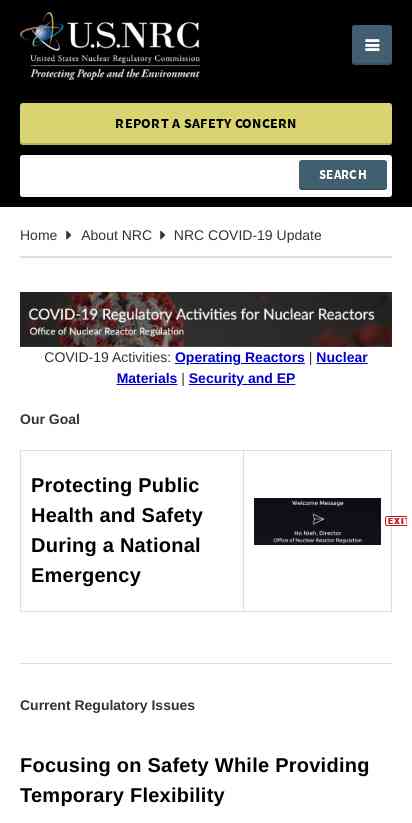 U.S.NRC
United States Nuclear Regulatory Commission
Protecting People and the Environment
REPORT A SAFETY CONCERN
SEARCH
Home About NRC NRC COVID-19 Update
COVID-19 Regulatory Activities for Nuclear Reactors
Office of Nuclear Reactor Regulation
COVID-19 Activities: Operating Reactors | Nuclear
Materials | Security and EP
Our Goal
Protecting Public
Health and Safety
During a National
Emergency
Welcome Message
Ho Nieh, Director
Office of Nuclear Reactor Regulation
EXI
Current Regulatory Issues
Focusing on Safety While Providing
Temporary Flexibility